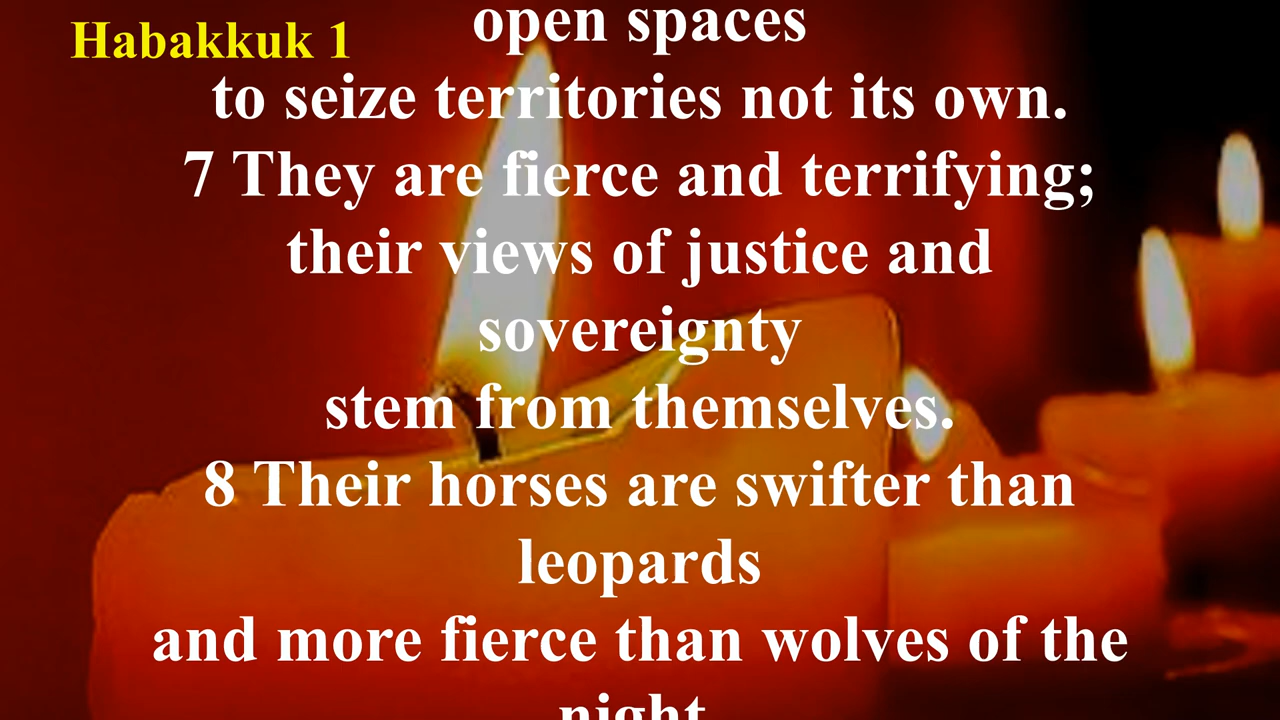 Habakkuk 1
open spaces
to seize territories not its own.
7 They are fierce and terrifying;
their views of justice and
sovereignty
stem from themselves.
8 Their horses are swifter than
leopards
and more fierce than wolves of the
night.